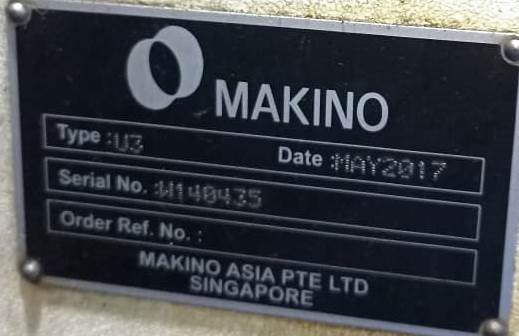 MAKINO
Type : U3 Date : MAY2017
Serial No. : W140435
Order Ref. No. :
MAKINO ASIA PTE LTD
SINGAPORE